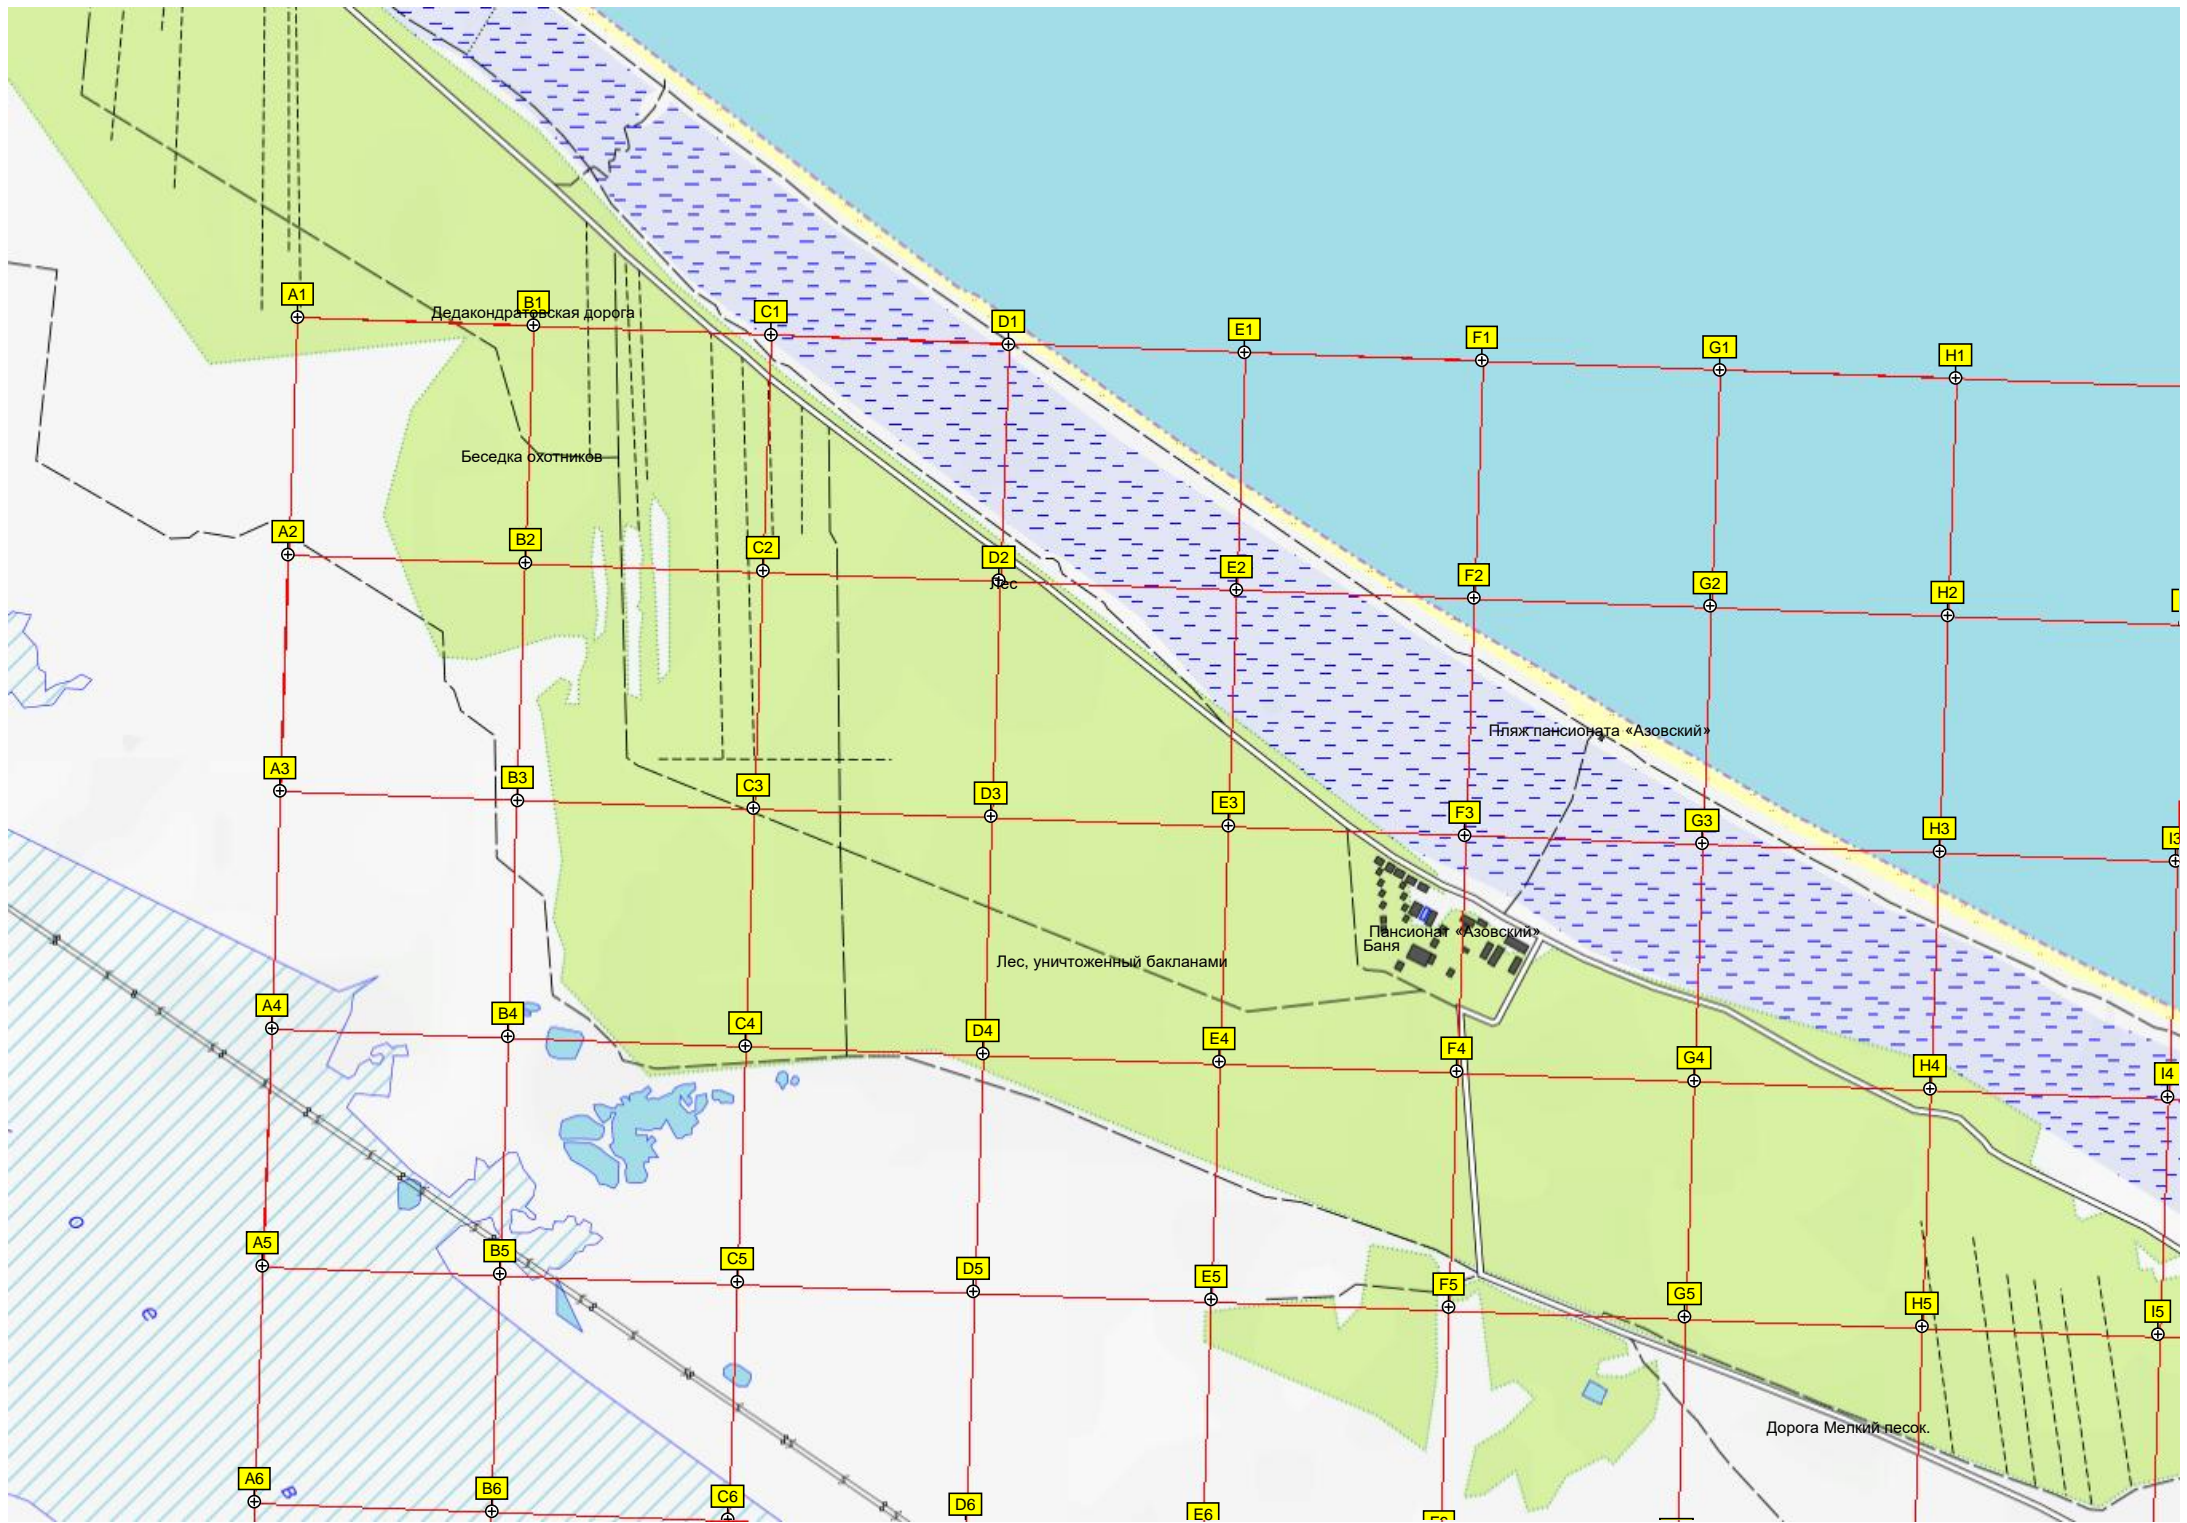 A1
B1
Дедакондратовская дорога
C1
D1
E1
F1
G1
H1
Беседка охотников
A2
B2
C2
D2
Лес
E2
F2
G2
H2
Пляж пансионата «Азовский»
A3
B3
C3
D3
E3
F3
G3
H3
I3
Пансионат «Азовский»
Баня
Лес, уничтоженный бакланами
A4
B4
C4
D4
E4
F4
G4
H4
I4
о
A5
B5
C5
D5
E5
F5
G5
H5
I5
е
Дорога Мелкий песок.
A6
В
B6
C6
D6
E6